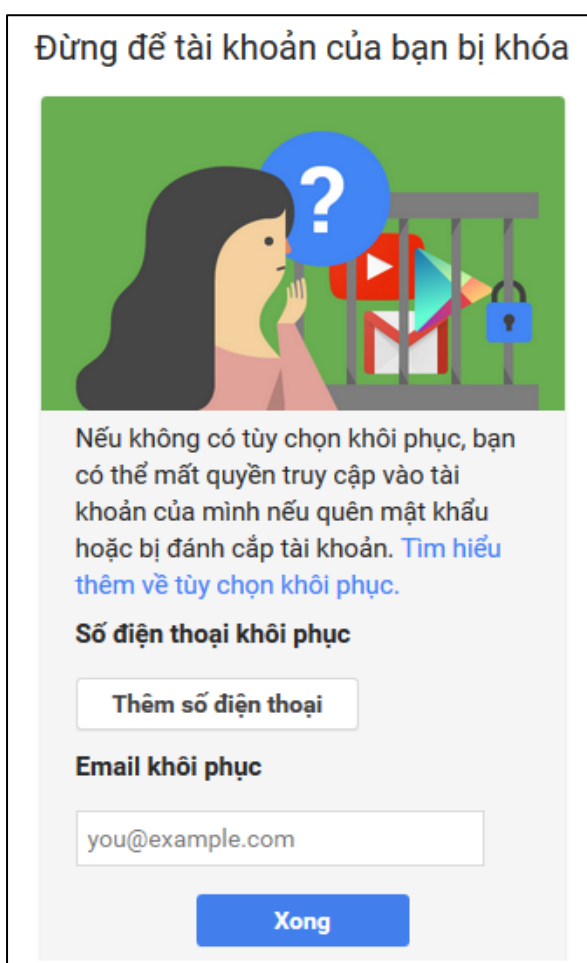 Đừng để tài khoản của bạn bị khóa
?
Nếu không có tùy chọn khôi phục, bạn
có thể mất quyền truy cập vào tài
khoản của mình nếu quên mật khẩu
hoặc bị đánh cắp tài khoản. Tìm hiểu
thêm về tùy chọn khôi phục.
Số điện thoại khôi phục
Thêm số điện thoại
Email khôi phục
you@example.com
Xong